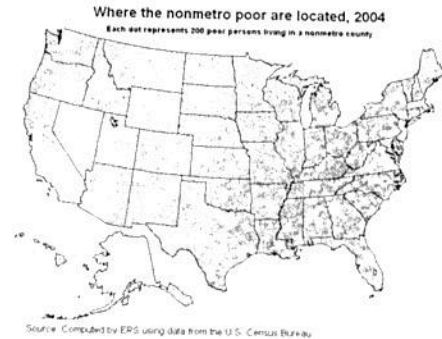 Where the nonmetro poor are located, 2004
Each dot represents 200 poor persons living in a nonmetro county
Source: Computed by ERS using data from the U.S. Census Bureau